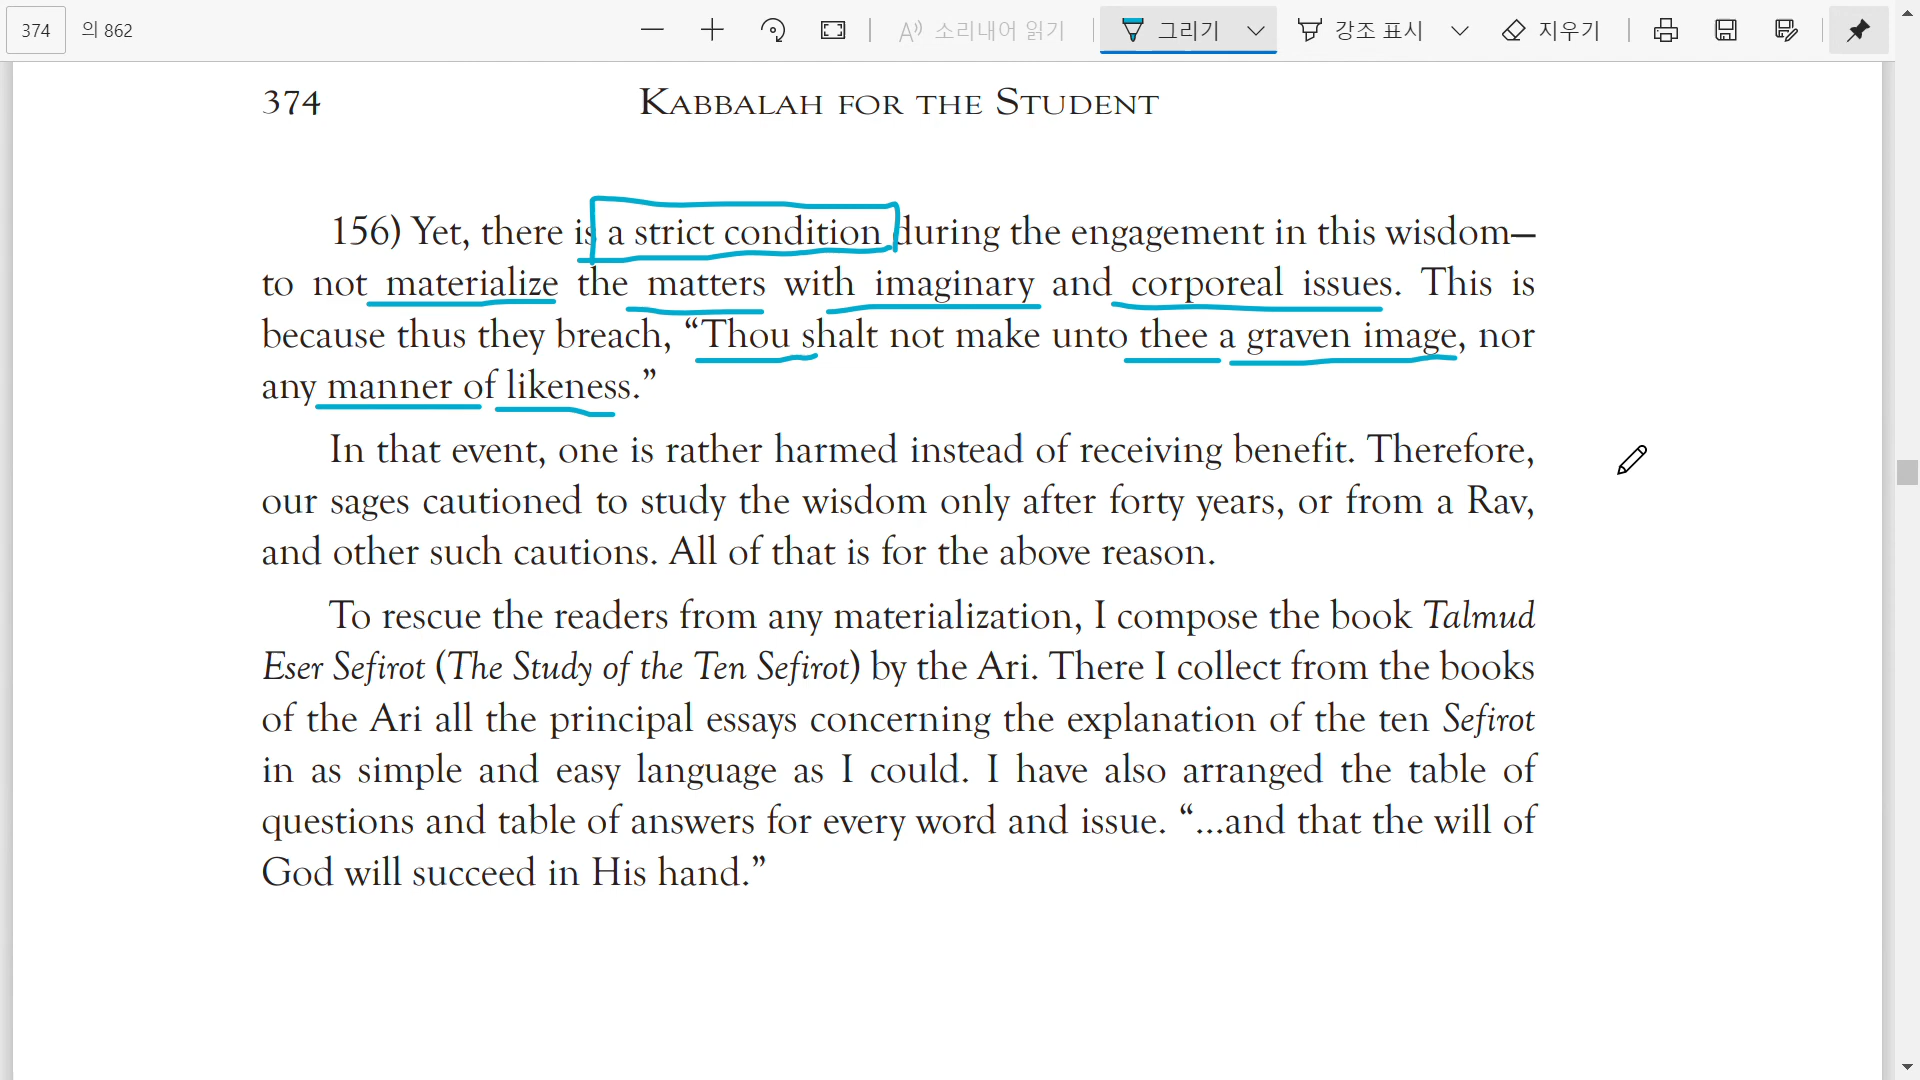 374 의 862 A 소리내어 읽기 그리기 강조 표시 지우기
374 KABBALAH FOR THE STUDENT
156) Yet, there is a strict condition during the engagement in this wisdom—
to not materialize the matters with imaginary and corporeal issues. This is
because thus they breach, “Thou shalt not make unto thee a graven image, nor
any manner of likeness.”
In that event, one is rather harmed instead of receiving benefit. Therefore,
our sages cautioned to study the wisdom only after forty years, or from a Rav,
and other such cautions. All of that is for the above reason.
To rescue the readers from any materialization, I compose the book Talmud
Eser Sefirot (The Study of the Ten Sefirot) by the Ari. There I collect from the books
of the Ari all the principal essays concerning the explanation of the ten Sefirot
in as simple and easy language as I could. I have also arranged the table of
questions and table of answers for every word and issue. “...and that the will of
God will succeed in His hand.”